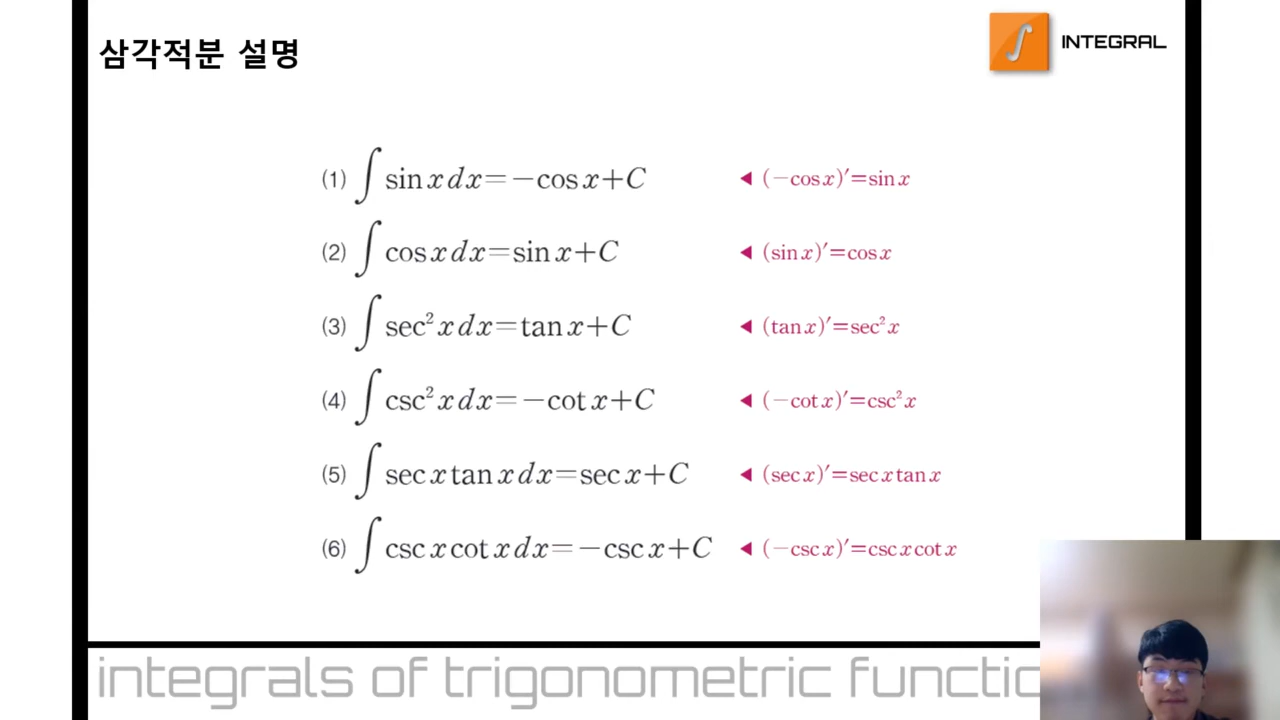 삼각적분 설명
INTEGRAL
(1) ∫ sin x dx=−cos x+C ◀ (−cos x)′=sin x
(2) ∫ cos x dx=sin x+C ◀ (sin x)′=cos x
(3) ∫ sec² x dx=tan x+C ◀ (tan x)′=sec² x
(4) ∫ csc² x dx=−cot x+C ◀ (−cot x)′=csc² x
(5) ∫ sec x tan x dx=sec x+C ◀ (sec x)′=sec x tan x
(6) ∫ csc x cot x dx=−csc x+C ◀ (−csc x)′=csc x cot x
integrals of trigonometric functio